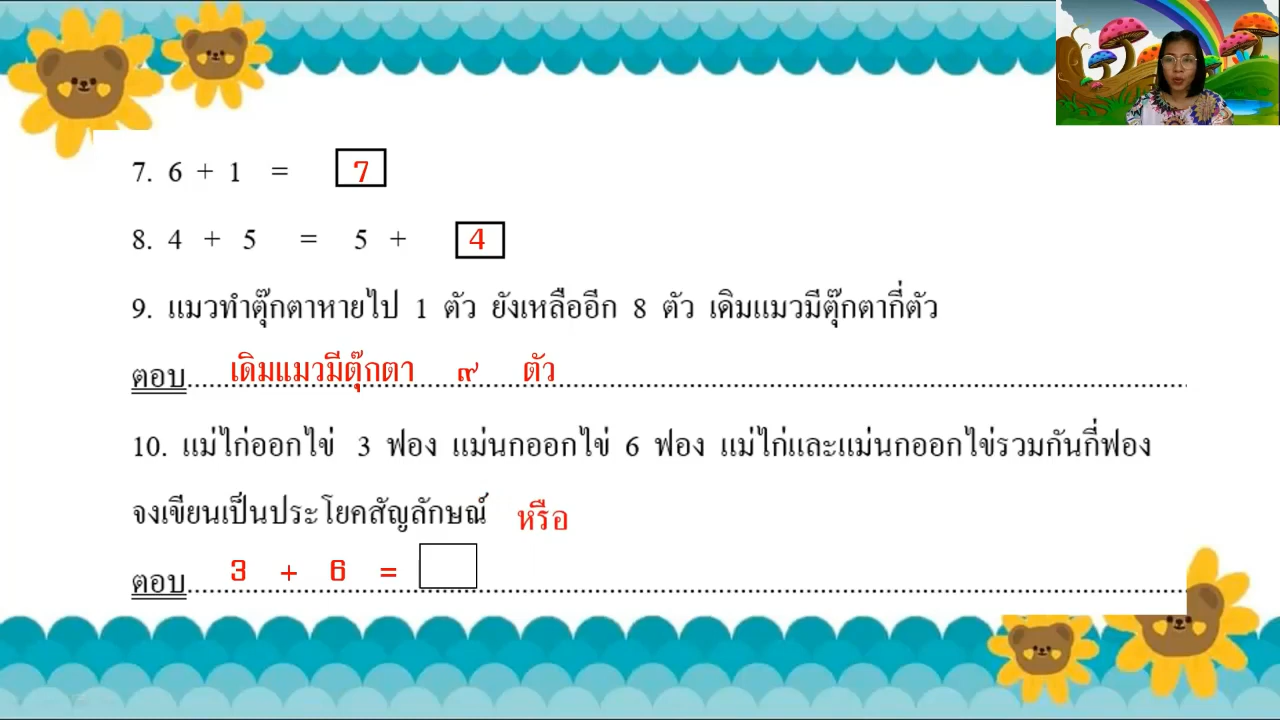 7. 6 + 1 = 7
8. 4 + 5 = 5 + 4
9. แมวทำตุ๊กตาหายไป 1 ตัว ยังเหลืออีก 8 ตัว เดิมแมวมีตุ๊กตากี่ตัว
ตอบ.....เดิมแมวมีตุ๊กตา ๙ ตัว.....
10. แม่ไก่ออกไข่ 3 ฟอง แม่นกออกไข่ 6 ฟอง แม่ไก่และแม่นกออกไข่รวมกันกี่ฟอง
จงเขียนเป็นประโยคสัญลักษณ์ หรือ
ตอบ.....3 + 6 = .....